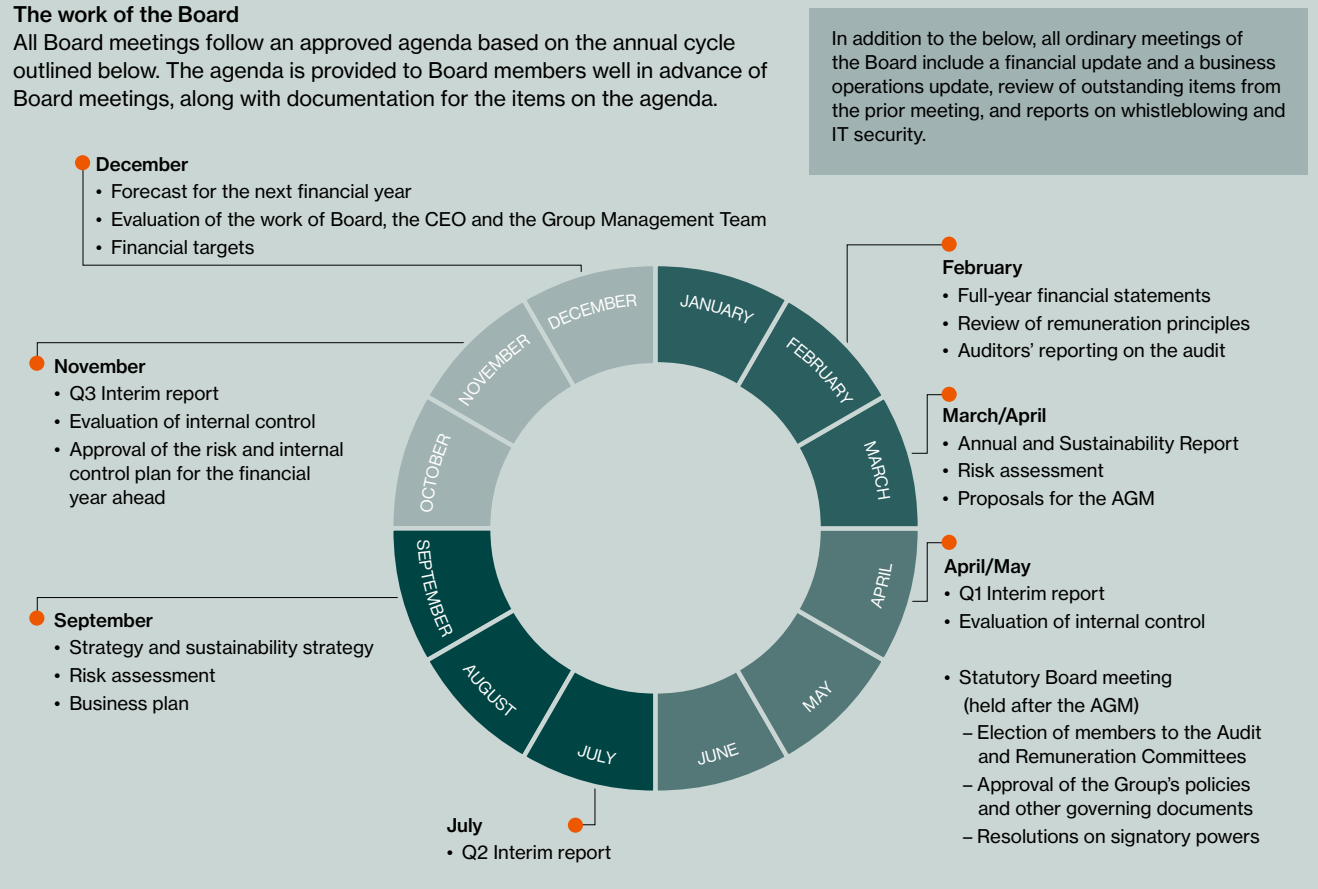 The work of the Board
All Board meetings follow an approved agenda based on the annual cycle
outlined below. The agenda is provided to Board members well in advance of
Board meetings, along with documentation for the items on the agenda.
In addition to the below, all ordinary meetings of
the Board include a financial update and a business
operations update, review of outstanding items from
the prior meeting, and reports on whistleblowing and
IT security.
December
• Forecast for the next financial year
• Evaluation of the work of Board, the CEO and the Group Management Team
• Financial targets
February
• Full-year financial statements
• Review of remuneration principles
• Auditors' reporting on the audit
November
• Q3 Interim report
• Evaluation of internal control
• Approval of the risk and internal
control plan for the financial
year ahead
March/April
• Annual and Sustainability Report
• Risk assessment
• Proposals for the AGM
April/May
• Q1 Interim report
• Evaluation of internal control
• Statutory Board meeting
(held after the AGM)
– Election of members to the Audit
and Remuneration Committees
– Approval of the Group's policies
and other governing documents
– Resolutions on signatory powers
September
• Strategy and sustainability strategy
• Risk assessment
• Business plan
July
• Q2 Interim report
JANUARY
FEBRUARY
MARCH
APRIL
MAY
JUNE
JULY
AUGUST
SEPTEMBER
OCTOBER
NOVEMBER
DECEMBER